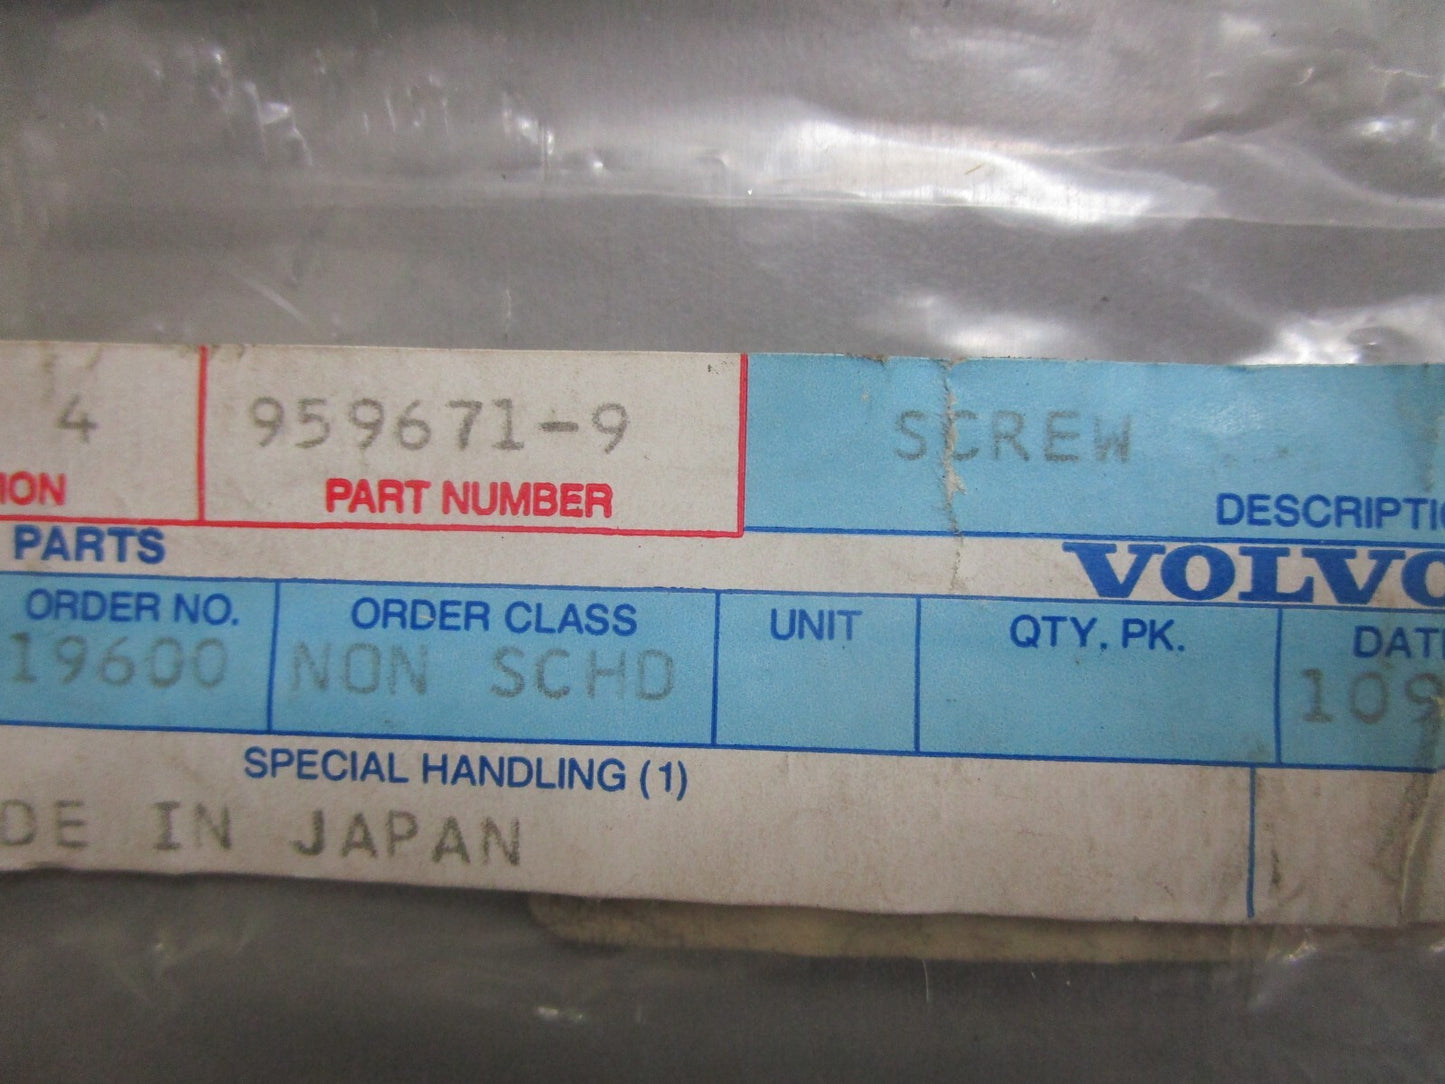 4 959671-9 SCREW
ION PART NUMBER DESCRIPTI
PARTS VOLVO
ORDER NO. ORDER CLASS UNIT QTY. PK. DAT
19600 NON SCHD 109
SPECIAL HANDLING (1)
DE IN JAPAN